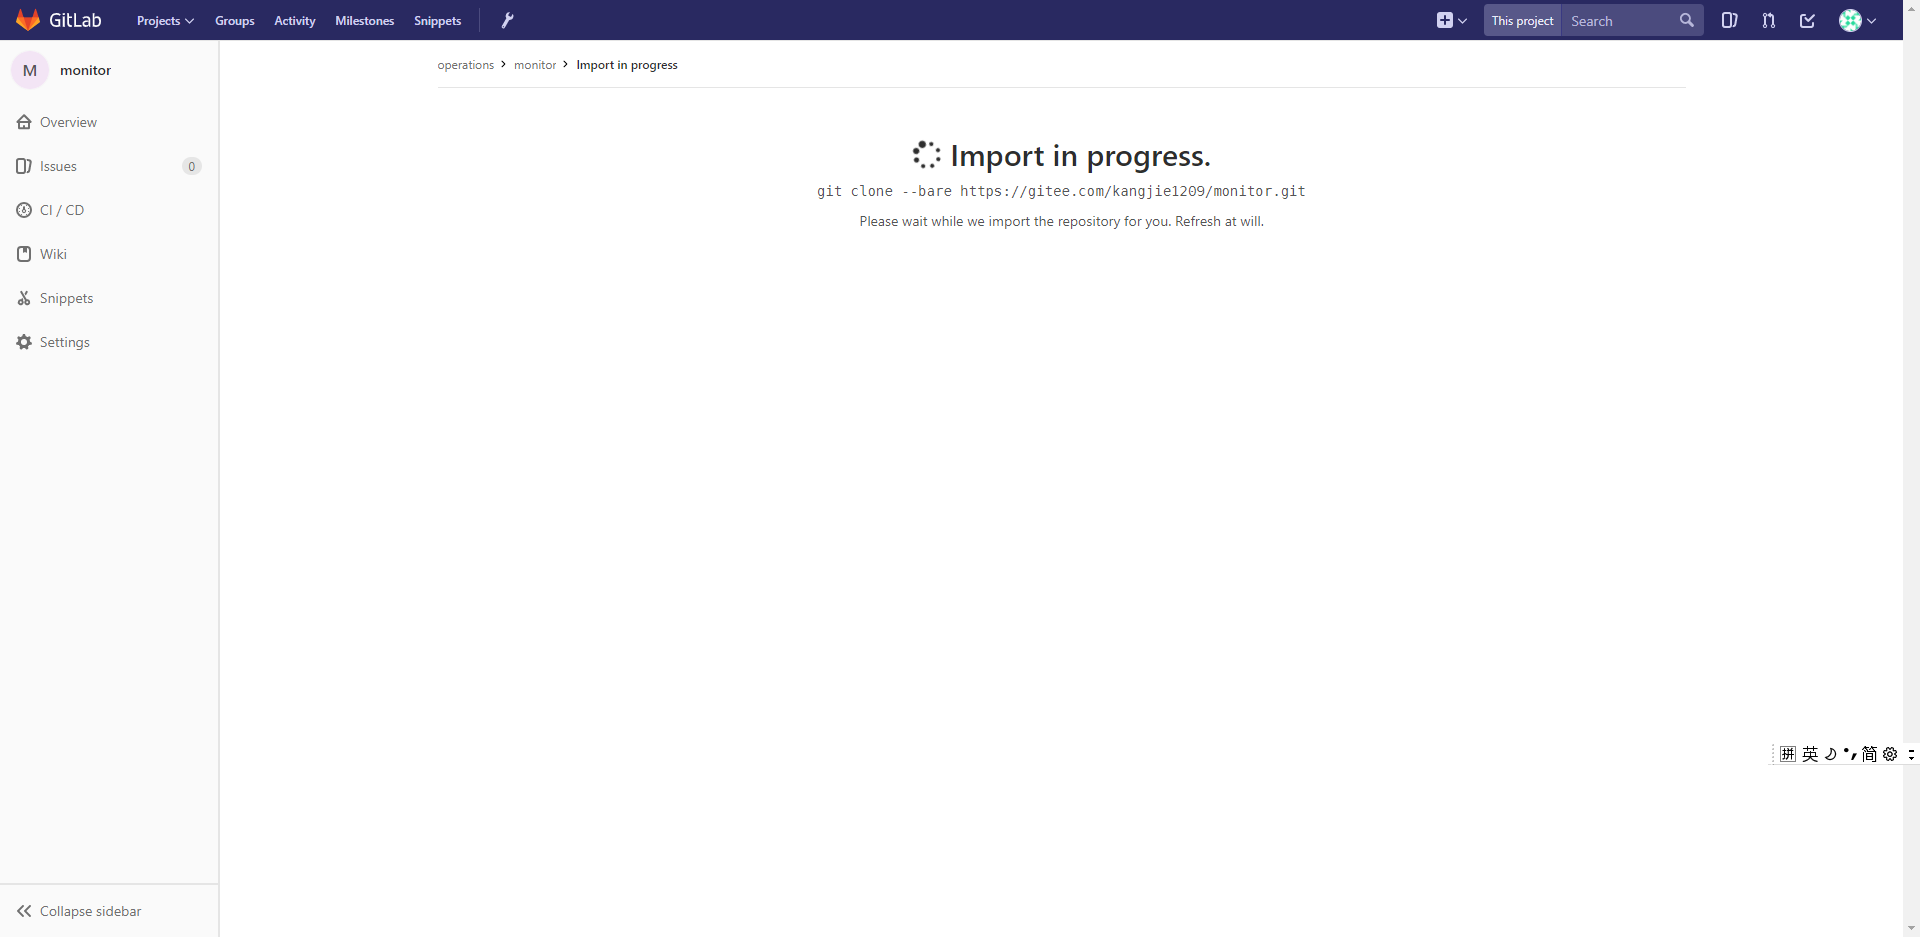 GitLab Projects Groups Activity Milestones Snippets This project Search
M monitor
Overview
Issues 0
CI / CD
Wiki
Snippets
Settings
Collapse sidebar
operations > monitor > Import in progress
Import in progress.
git clone --bare https://gitee.com/kangjie1209/monitor.git
Please wait while we import the repository for you. Refresh at will.
拼 英 简